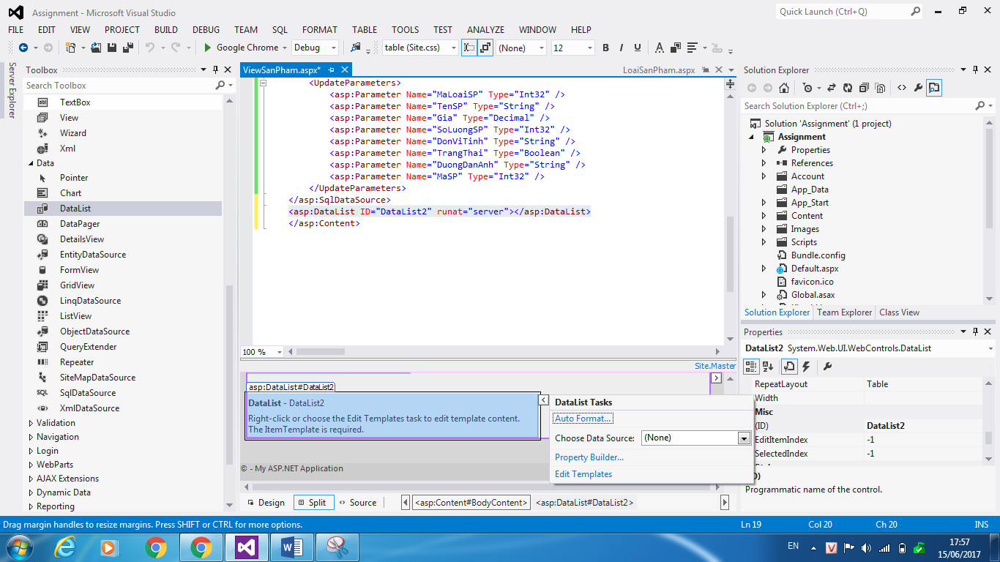 Assignment - Microsoft Visual Studio
Quick Launch (Ctrl+Q)
FILE EDIT VIEW PROJECT BUILD DEBUG TEAM SQL FORMAT TABLE TOOLS TEST ANALYZE WINDOW HELP
Google Chrome Debug table (Site.css) (None) 12 B I U A
Server Explorer
Toolbox
Search Toolbox
TextBox
View
Wizard
Xml
Data
Pointer
Chart
DataList
DataPager
DetailsView
EntityDataSource
FormView
GridView
LinqDataSource
ListView
ObjectDataSource
QueryExtender
Repeater
SiteMapDataSource
SQL SqlDataSource
XmlDataSource
Validation
Navigation
Login
WebParts
AJAX Extensions
Dynamic Data
Reporting
ViewSanPham.aspx*
LoaiSanPham.aspx
<UpdateParameters>
<asp:Parameter Name="MaLoaiSP" Type="Int32" />
<asp:Parameter Name="TenSP" Type="String" />
<asp:Parameter Name="Gia" Type="Decimal" />
<asp:Parameter Name="SoLuongSP" Type="Int32" />
<asp:Parameter Name="DonViTinh" Type="String" />
<asp:Parameter Name="TrangThai" Type="Boolean" />
<asp:Parameter Name="DuongDanAnh" Type="String" />
<asp:Parameter Name="MaSP" Type="Int32" />
</UpdateParameters>
</asp:SqlDataSource>
<asp:DataList ID="DataList2" runat="server"></asp:DataList>
</asp:Content>
100 %
Site.Master
asp:DataList#DataList2
DataList - DataList2
Right-click or choose the Edit Templates task to edit template content.
The ItemTemplate is required.
© - My ASP.NET Application
DataList Tasks
Auto Format...
Choose Data Source: (None)
Property Builder...
Edit Templates
Design Split Source <asp:Content#BodyContent> <asp:DataList#DataList2>
Solution Explorer
Search Solution Explorer (Ctrl+;)
Solution 'Assignment' (1 project)
Assignment
Properties
References
Account
App_Data
App_Start
Content
Images
Scripts
Bundle.config
Default.aspx
favicon.ico
Global.asax
Solution Explorer Team Explorer Class View
Properties
DataList2 System.Web.UI.WebControls.DataList
RepeatLayout Table
Width
Misc
(ID) DataList2
EditItemIndex -1
SelectedIndex -1
Programmatic name of the control.
Drag margin handles to resize margins. Press SHIFT or CTRL for more options.
Ln 19 Col 20 Ch 20 INS
EN
17:57
15/06/2017